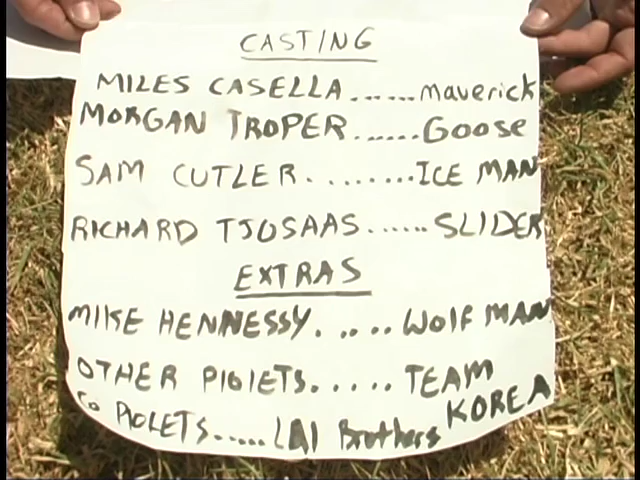 CASTING
MILES CASELLA......maverick
MORGAN TROPER......Goose
SAM CUTLER.........ICE MAN
RICHARD TJOSAAS......SLIDER
EXTRAS
MIKE HENNESSY.....WOLF MAN
OTHER PIOIETS......TEAM KOREA
CO PIOLETS.....LAI Brothers